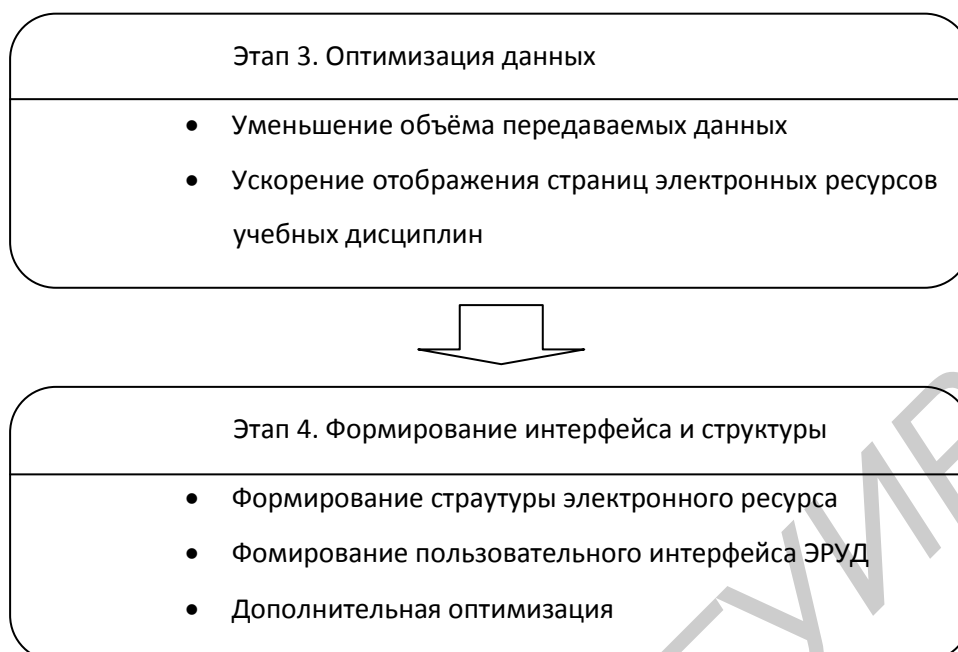 Этап 3. Оптимизация данных
• Уменьшение объёма передаваемых данных
• Ускорение отображения страниц электронных ресурсов
учебных дисциплин
Этап 4. Формирование интерфейса и структуры
• Формирование страутуры электронного ресурса
• Фомирование пользовательного интерфейса ЭРУД
• Дополнительная оптимизация